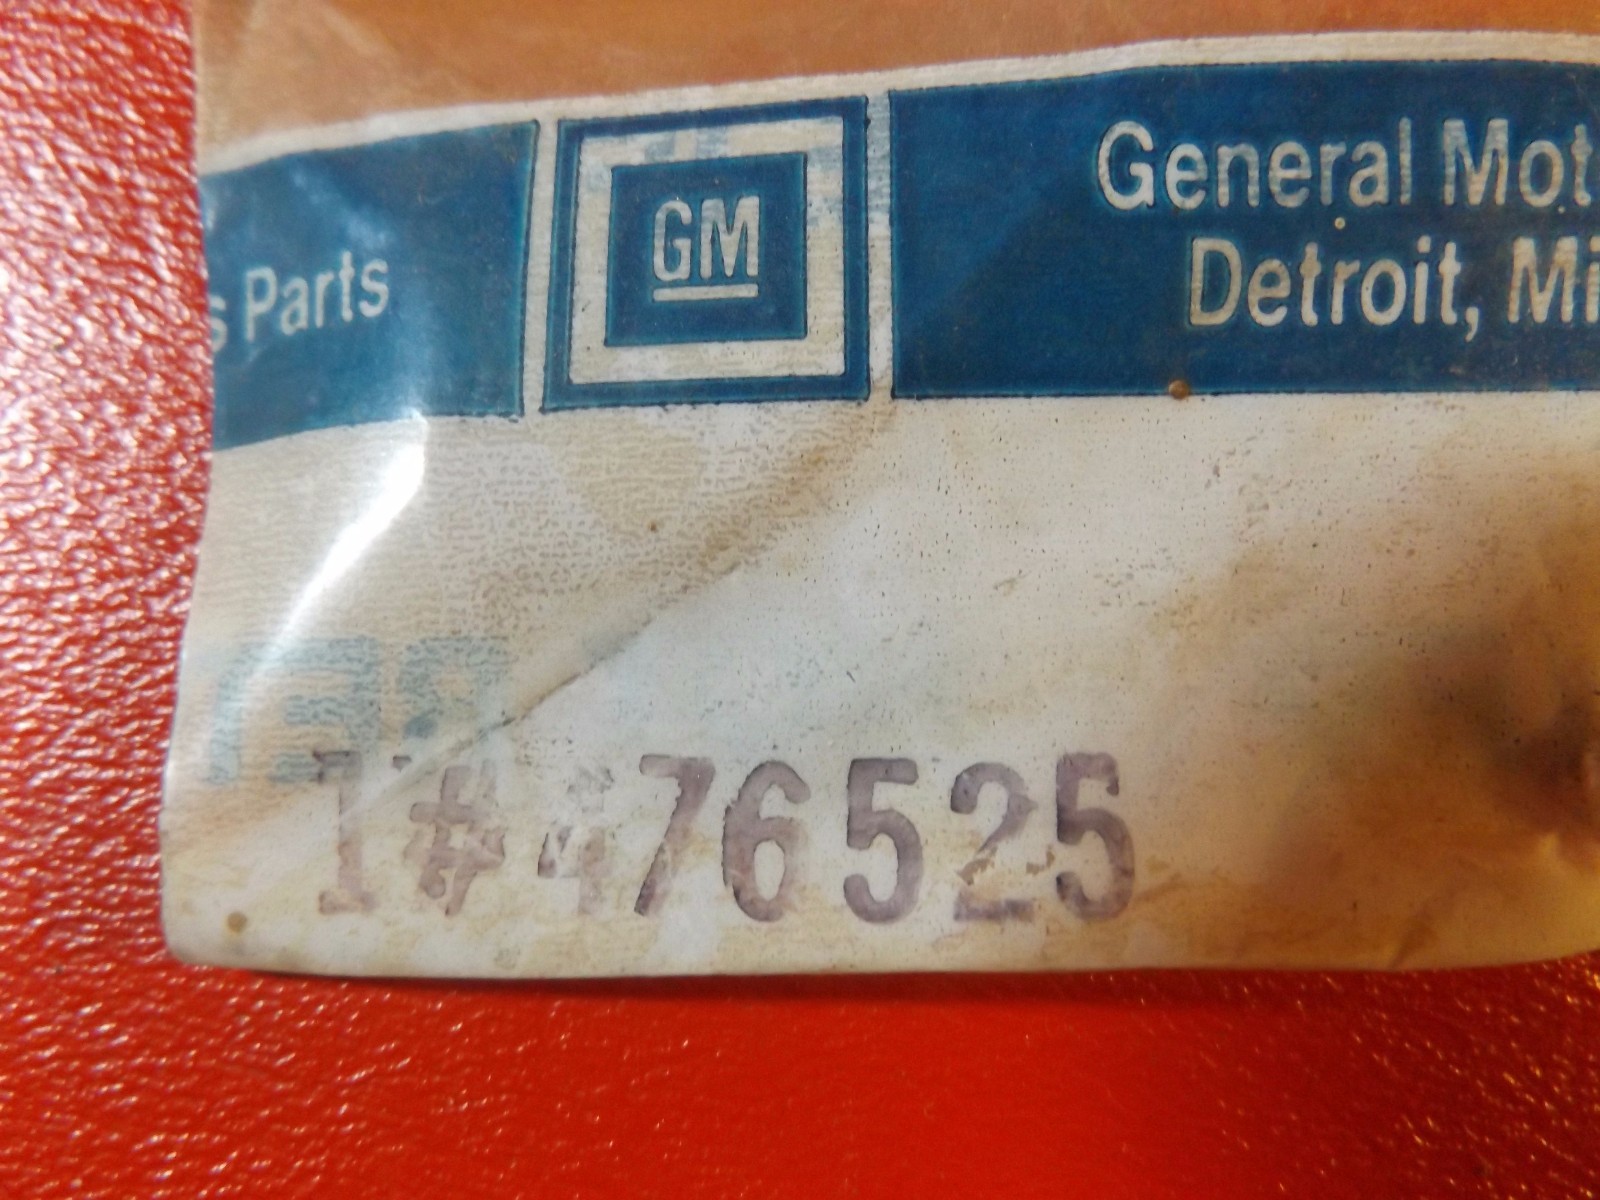 s Parts
GM
General Mot
Detroit, Mi
1#476525